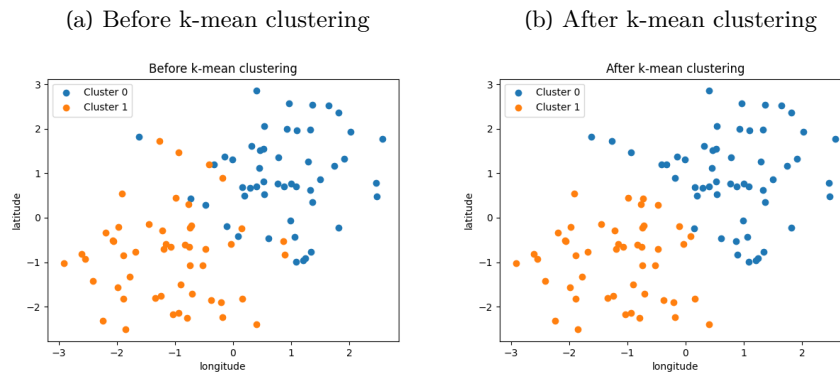 (a) Before k-mean clustering
Before k-mean clustering
Cluster 0
Cluster 1
3
2
1
0
−1
−2
latitude
−3 −2 −1 0 1 2
longitude
(b) After k-mean clustering
After k-mean clustering
Cluster 0
Cluster 1
3
2
1
0
−1
−2
latitude
−3 −2 −1 0 1 2
longitude